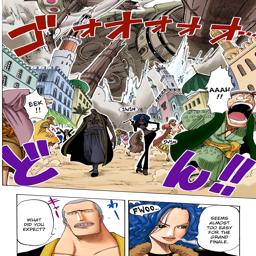 ゴオオオオオ
EEK!!
AAAH!!
SWSH
SWSH
どん!!
WHAT
DID YOU
EXPECT?
FWOO...
SEEMS
ALMOST
TOO EASY
FOR THE
GRAND
FINALE.